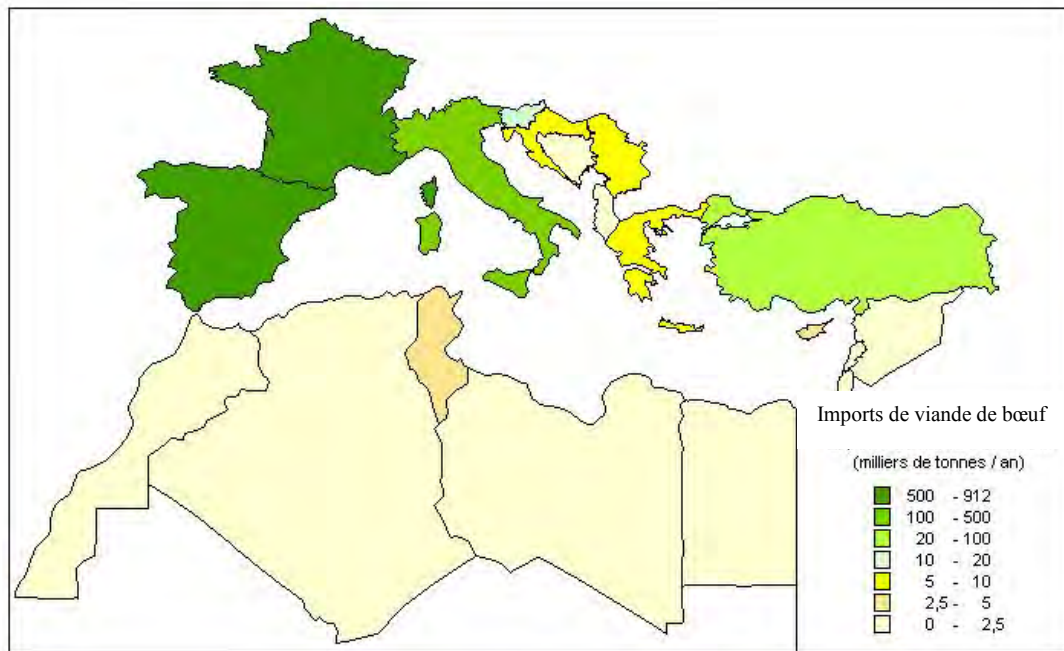 Imports de viande de bœuf
(milliers de tonnes / an)
500 - 912
100 - 500
20 - 100
10 - 20
5 - 10
2,5 - 5
0 - 2,5